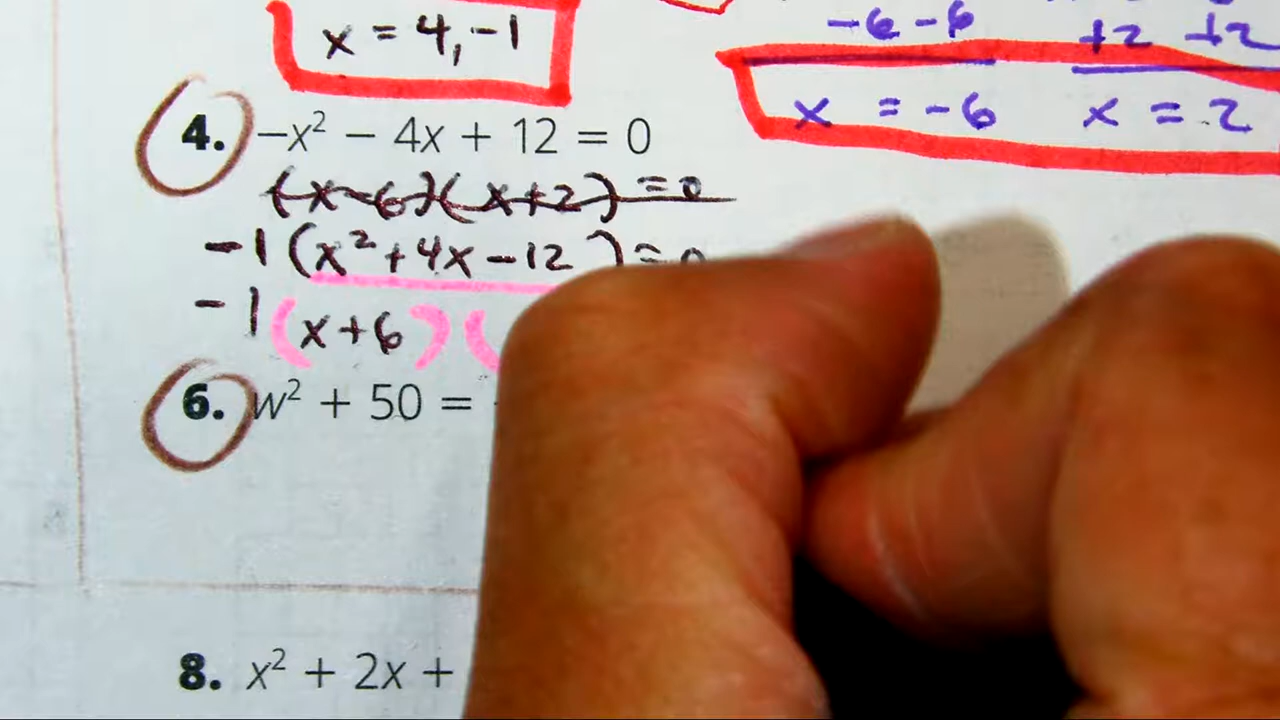 x = 4, -1
-6 -6
+2 +2
x = -6 x = 2
4. −x² − 4x + 12 = 0
(x-6)(x+2) = 0
-1(x²+4x-12) = 0
-1(x+6)(
6. w² + 50 =
8. x² + 2x +